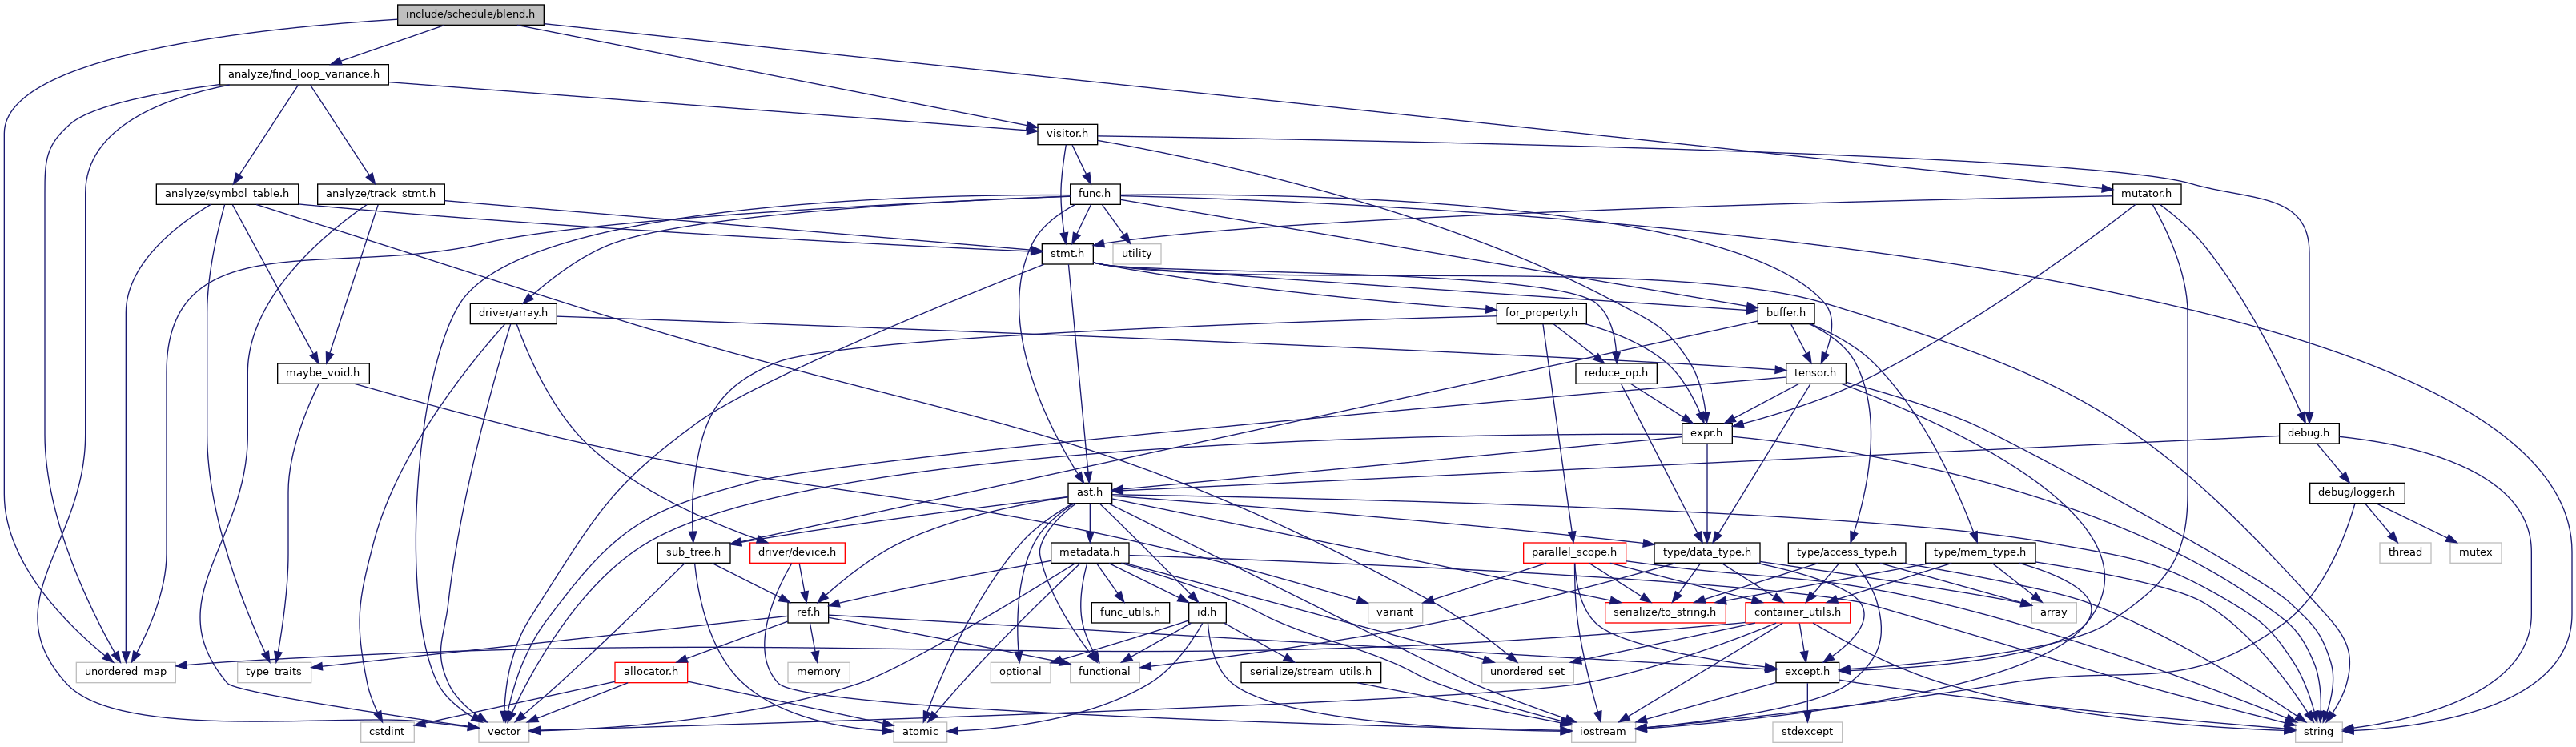 include/schedule/blend.h
analyze/find_loop_variance.h
visitor.h
analyze/symbol_table.h
analyze/track_stmt.h
func.h
mutator.h
stmt.h
utility
driver/array.h
for_property.h
buffer.h
maybe_void.h
reduce_op.h
tensor.h
expr.h
debug.h
ast.h
debug/logger.h
sub_tree.h
driver/device.h
metadata.h
parallel_scope.h
type/data_type.h
type/access_type.h
type/mem_type.h
thread
mutex
ref.h
func_utils.h
id.h
variant
serialize/to_string.h
container_utils.h
array
unordered_map
type_traits
allocator.h
memory
optional
functional
serialize/stream_utils.h
unordered_set
except.h
cstdint
vector
atomic
iostream
stdexcept
string